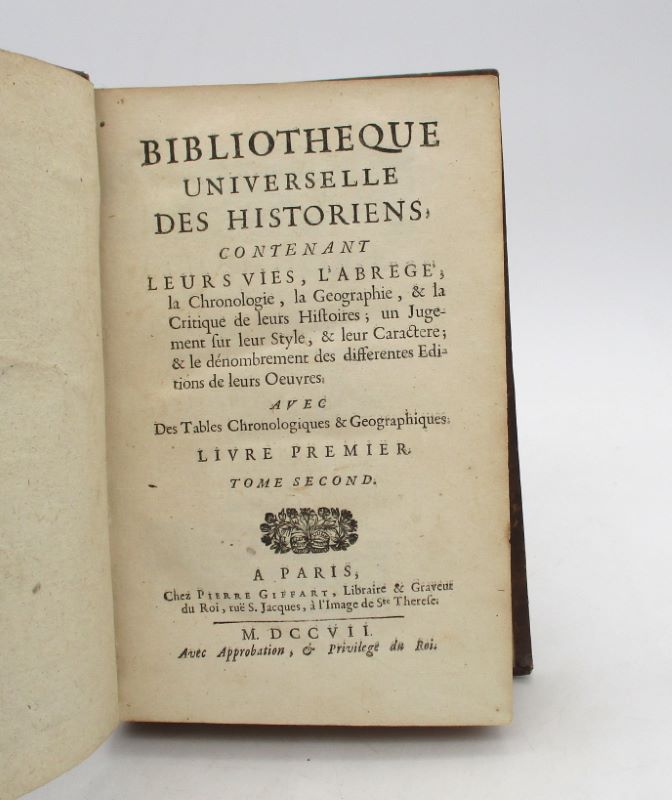 BIBLIOTHEQUE
UNIVERSELLE
DES HISTORIENS,
CONTENANT
LEURS VIES, L'ABREGE',
la Chronologie, la Geographie, & la
Critique de leurs Hiſtoires; un Juge-
ment ſur leur Style, & leur Caractere;
& le dénombrement des differentes Edi-
tions de leurs Oeuvres.
AVEC
Des Tables Chronologiques & Geographiques.
LIVRE PREMIER.
TOME SECOND.
A PARIS,
Chez PIERRE GIFFART, Libraire & Graveur
du Roi, ruë S. Jacques, à l'Image de Ste Thereſe.
M. DCCVII.
Avec Approbation, & Privilege du Roi.